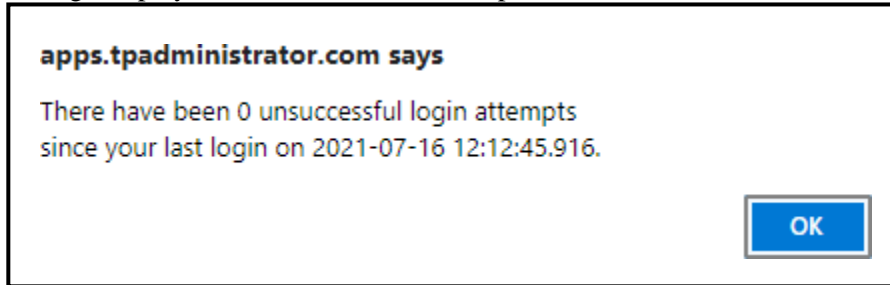 apps.tpadministrator.com says
There have been 0 unsuccessful login attempts
since your last login on 2021-07-16 12:12:45.916.
OK